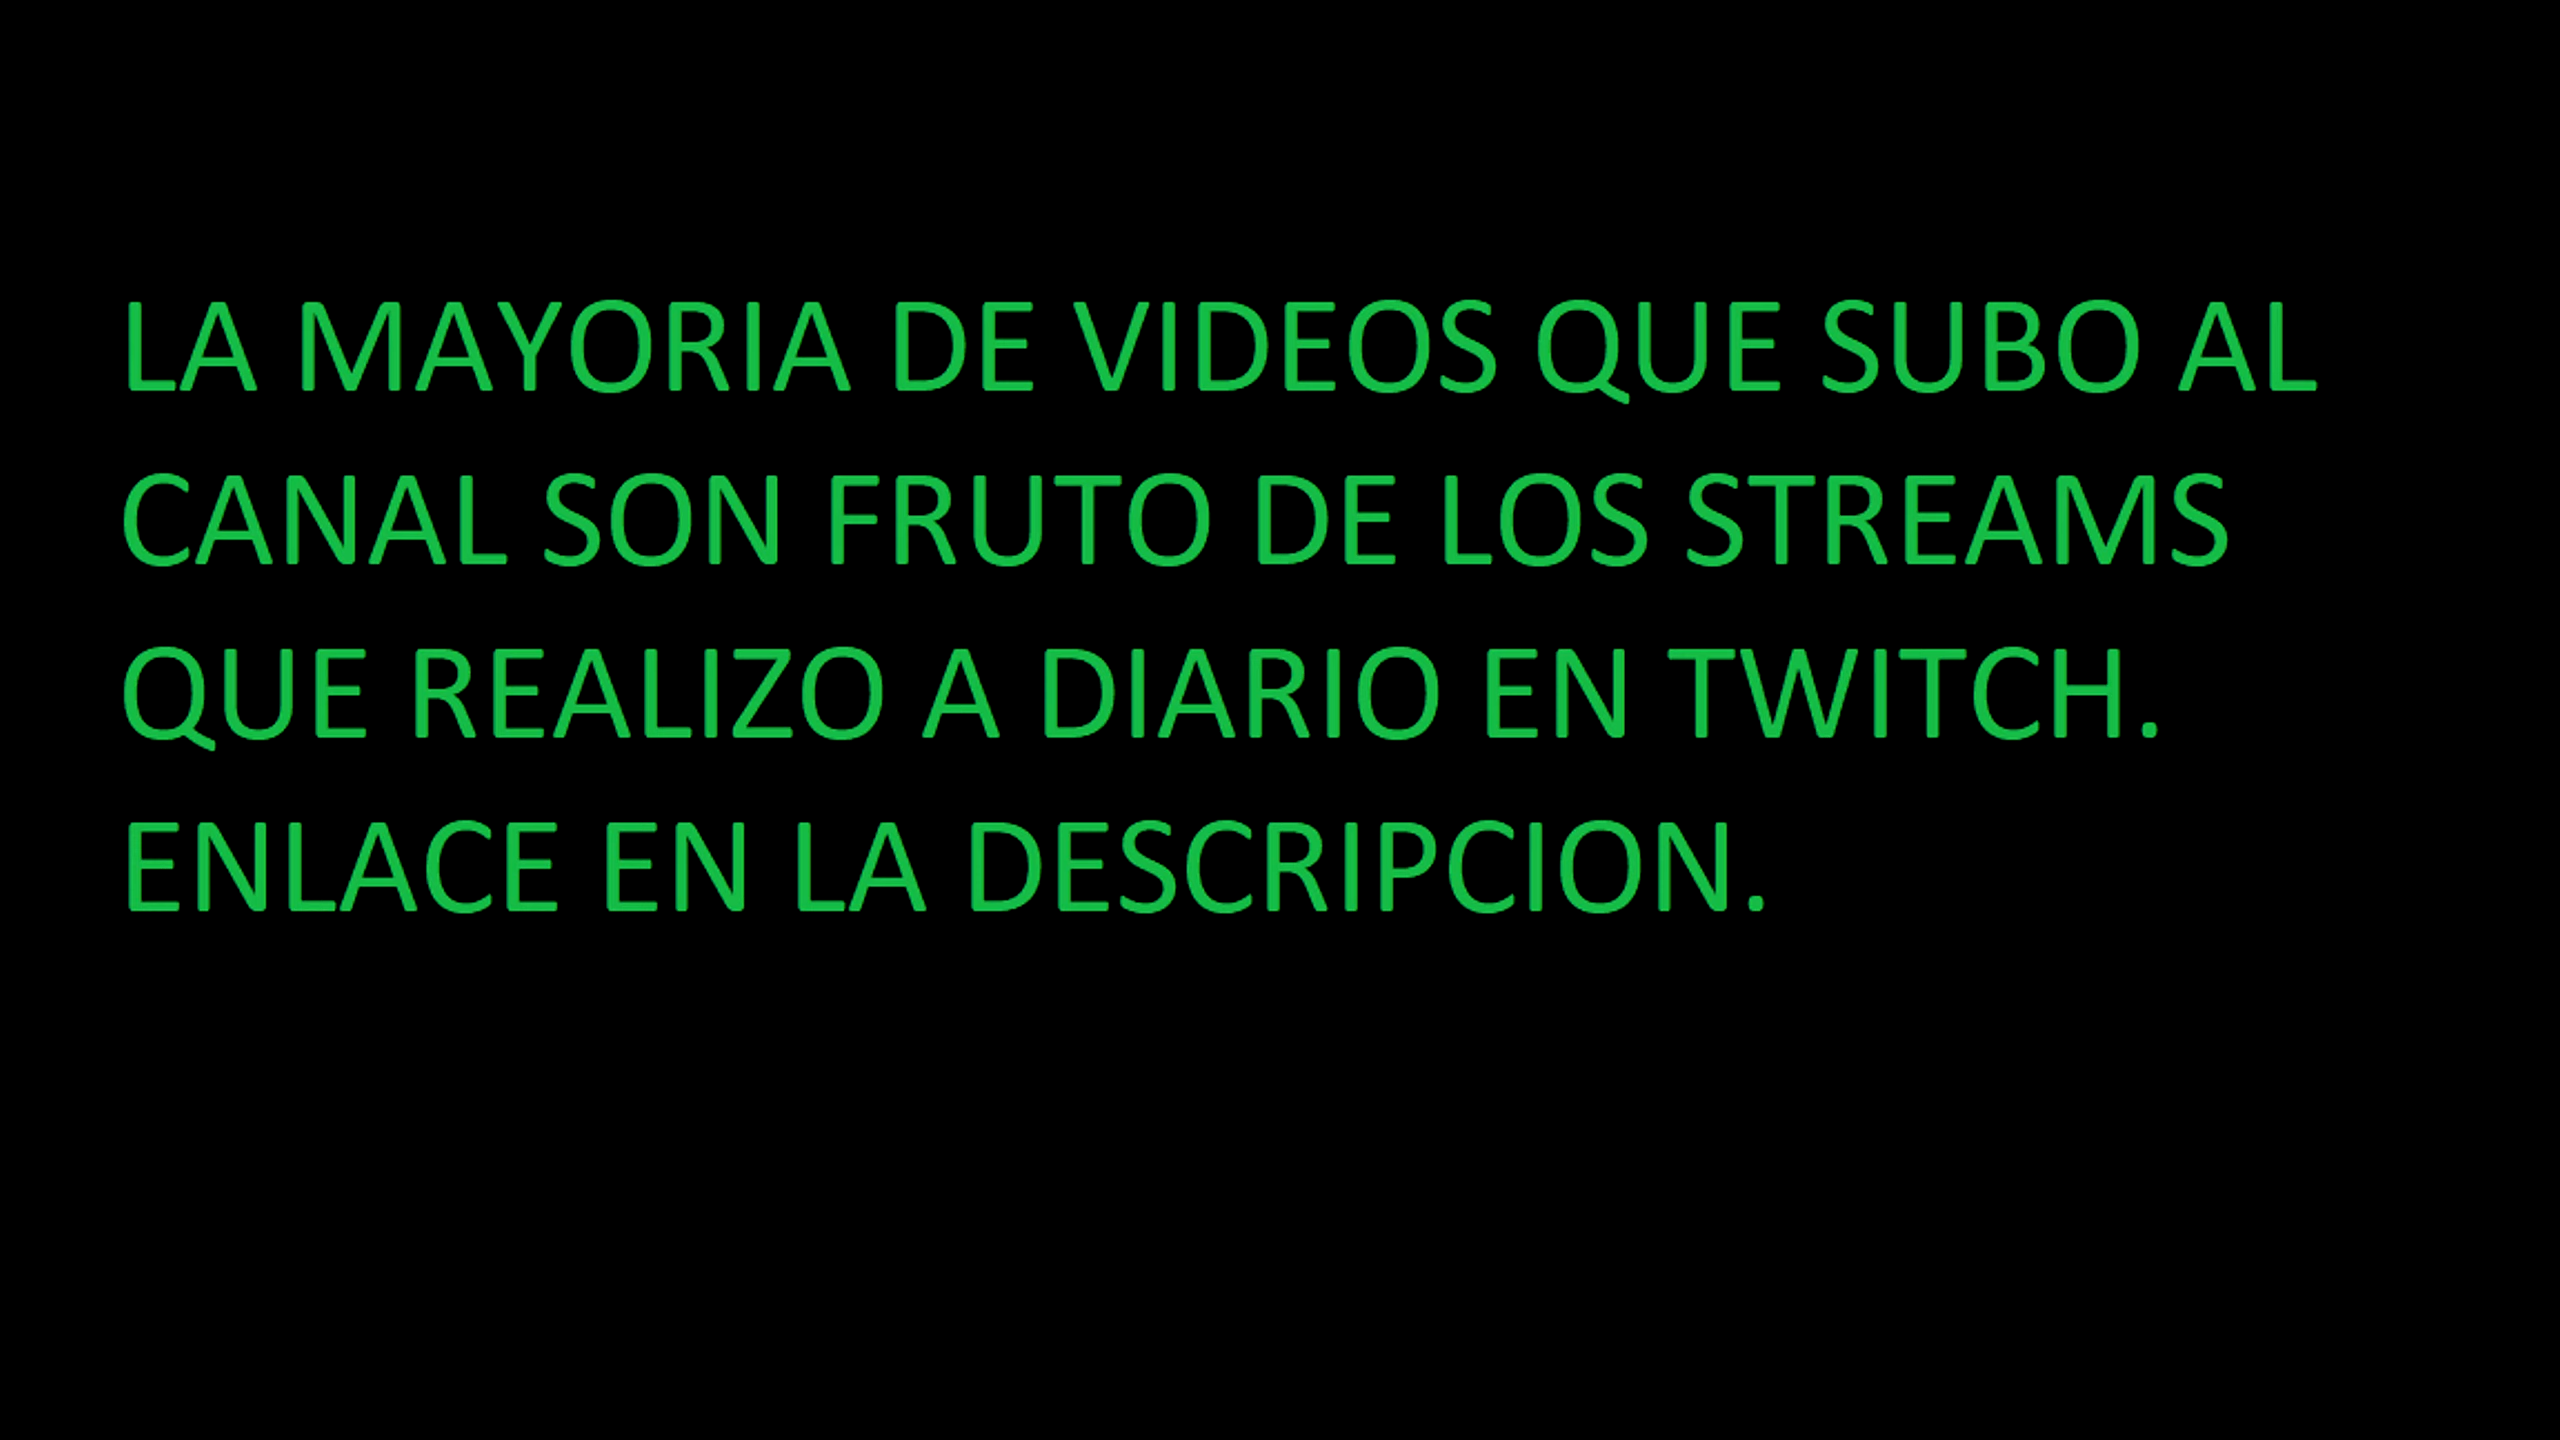 LA MAYORIA DE VIDEOS QUE SUBO AL
CANAL SON FRUTO DE LOS STREAMS
QUE REALIZO A DIARIO EN TWITCH.
ENLACE EN LA DESCRIPCION.